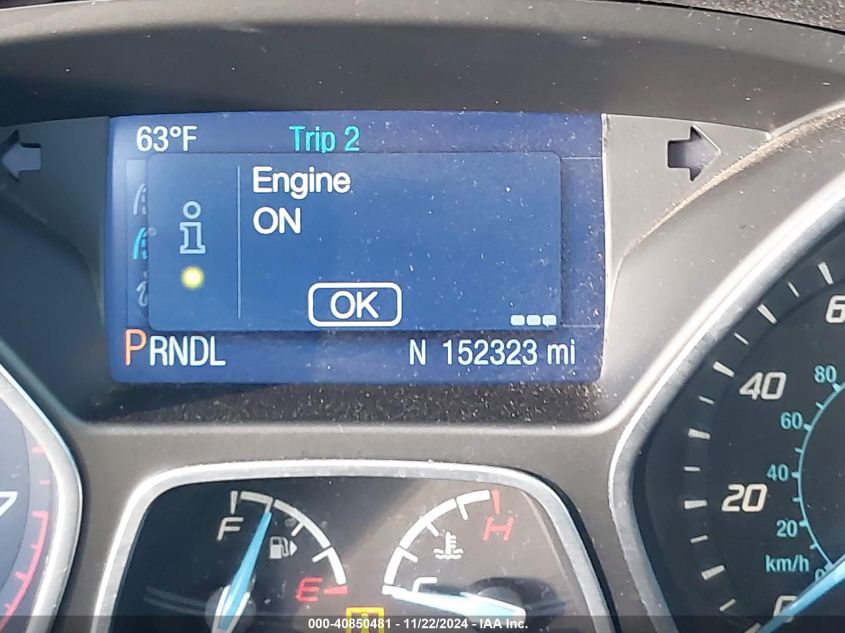 63°F Trip 2
Engine
ON
OK
PRNDL N 152323 mi
40
80
60
20
40
20
km/h
0
F
H
E
C
000-40850481 - 11/22/2024 - IAA Inc.